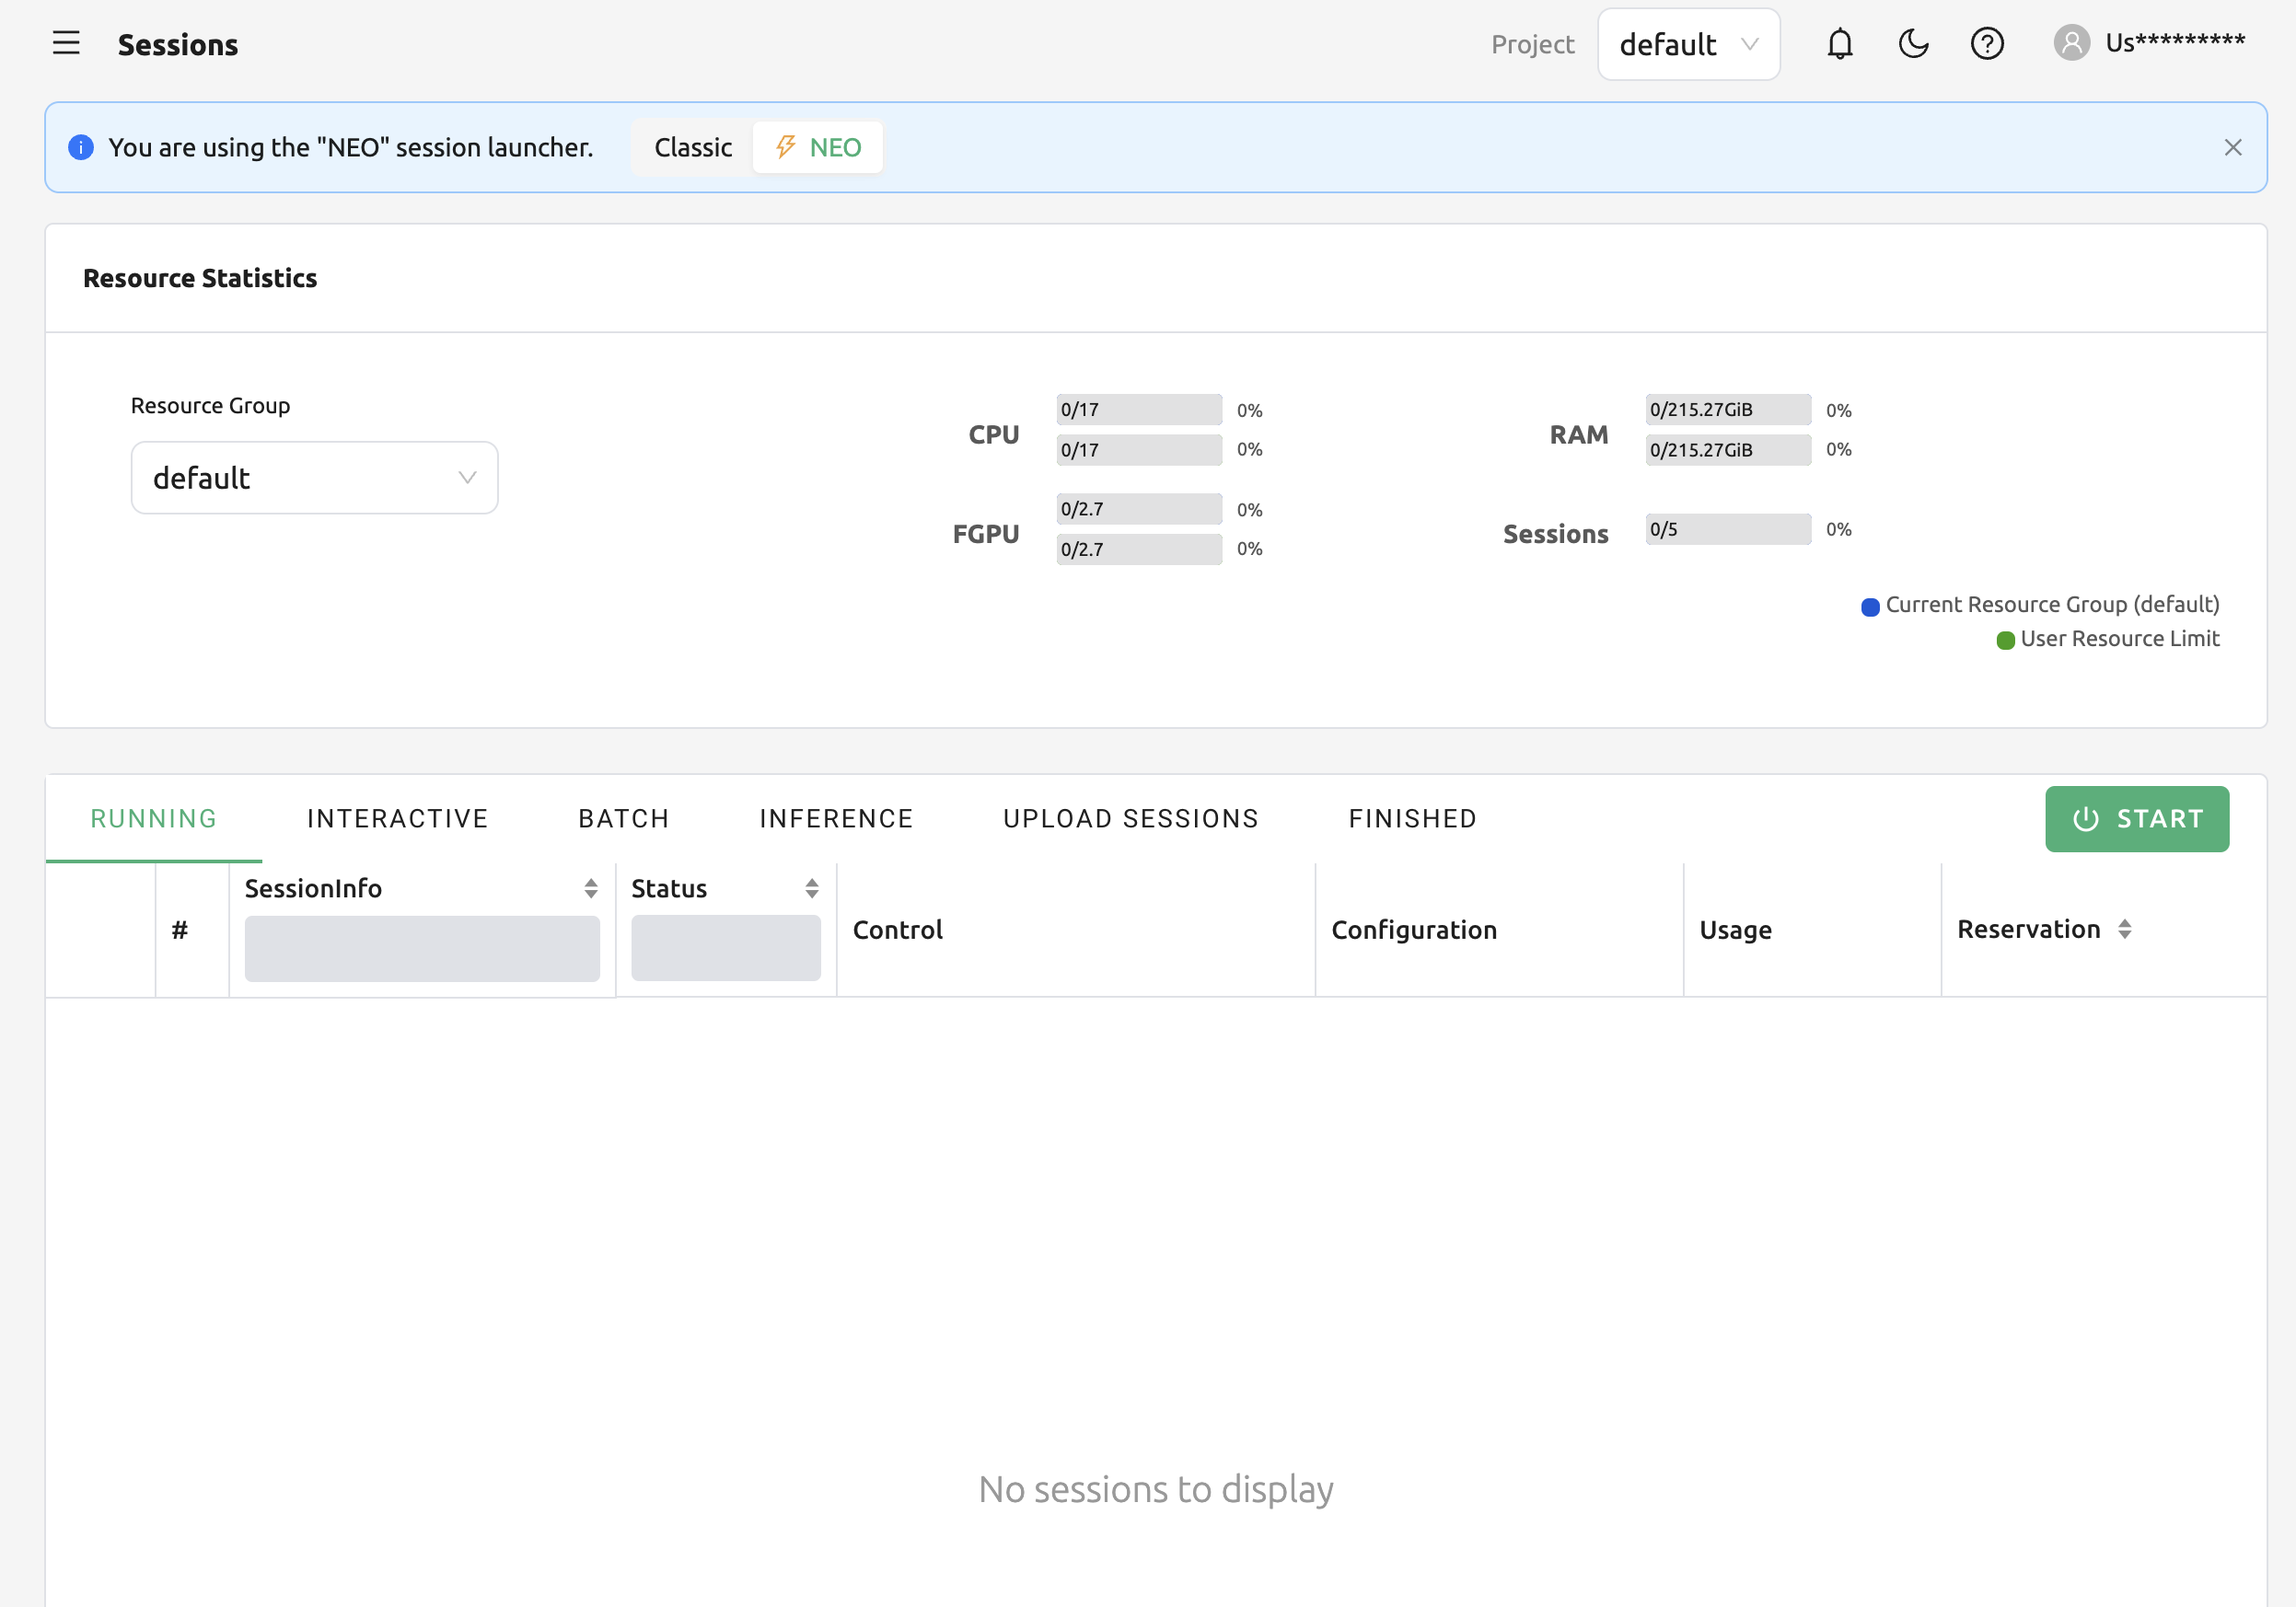 Sessions
Project default
Us*********
You are using the "NEO" session launcher. Classic NEO
Resource Statistics
Resource Group
default
CPU
0/17 0%
0/17 0%
RAM
0/215.27GiB 0%
0/215.27GiB 0%
FGPU
0/2.7 0%
0/2.7 0%
Sessions
0/5 0%
Current Resource Group (default)
User Resource Limit
RUNNING INTERACTIVE BATCH INFERENCE UPLOAD SESSIONS FINISHED START
# SessionInfo Status Control Configuration Usage Reservation
No sessions to display